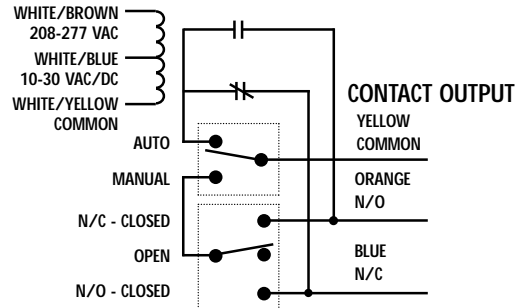 WHITE/BROWN
208-277 VAC
WHITE/BLUE
10-30 VAC/DC
WHITE/YELLOW
COMMON
CONTACT OUTPUT
YELLOW
COMMON
AUTO
MANUAL
ORANGE
N/O
N/C - CLOSED
OPEN
BLUE
N/C
N/O - CLOSED